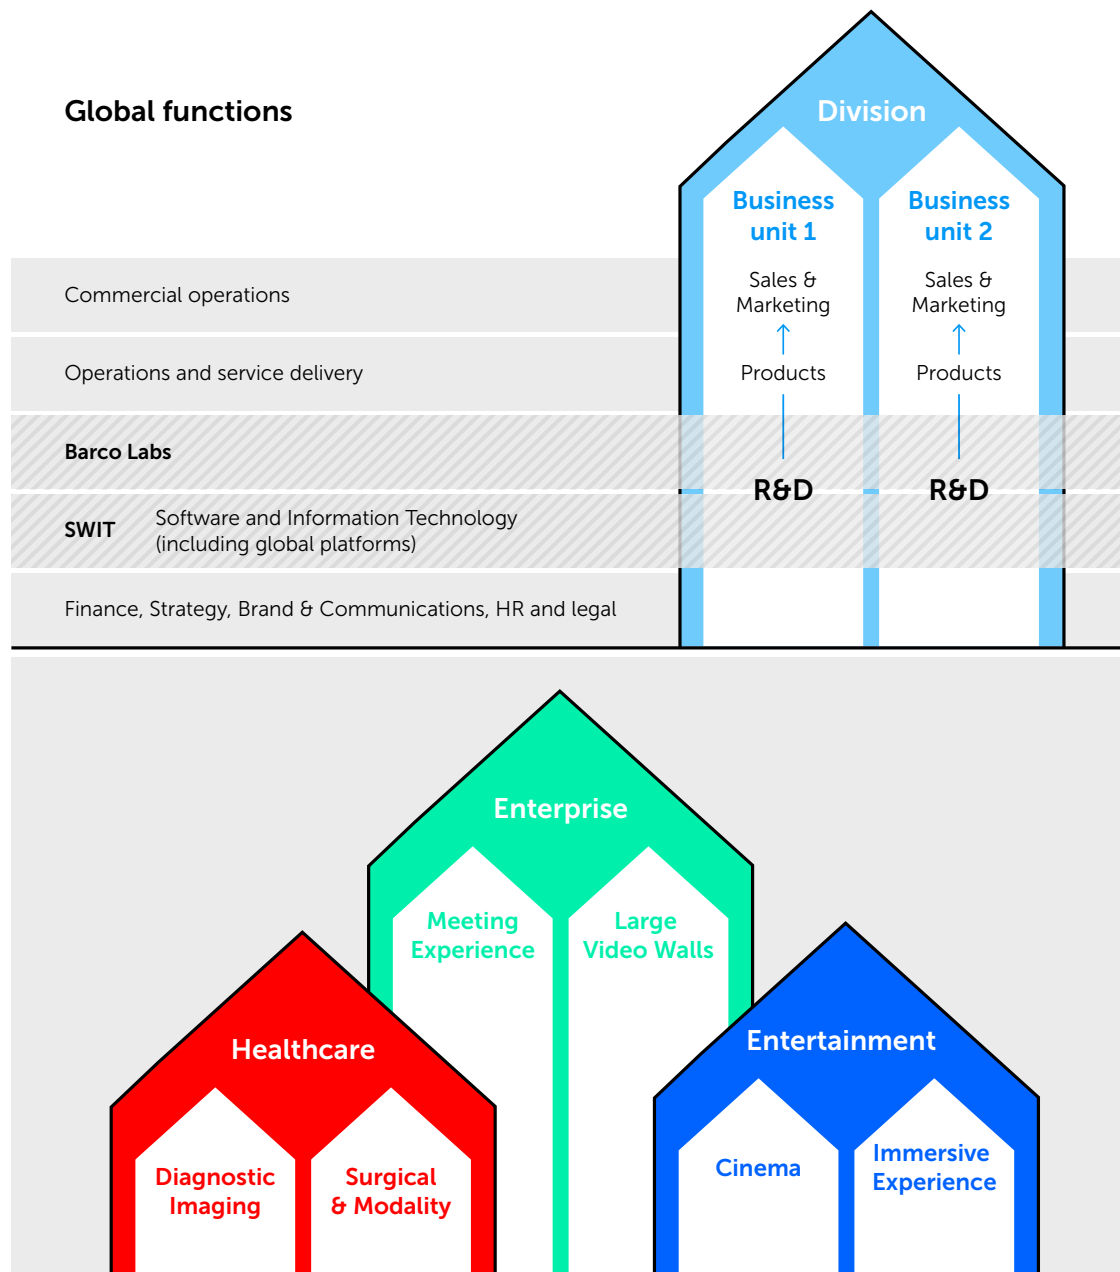 Global functions
Division
Business
unit 1
Business
unit 2
Commercial operations
Sales &
Marketing
Sales &
Marketing
Operations and service delivery
Products
Products
Barco Labs
R&D
R&D
SWIT
Software and Information Technology
(including global platforms)
Finance, Strategy, Brand & Communications, HR and legal
Enterprise
Meeting
Experience
Large
Video Walls
Healthcare
Diagnostic
Imaging
Surgical
& Modality
Entertainment
Cinema
Immersive
Experience